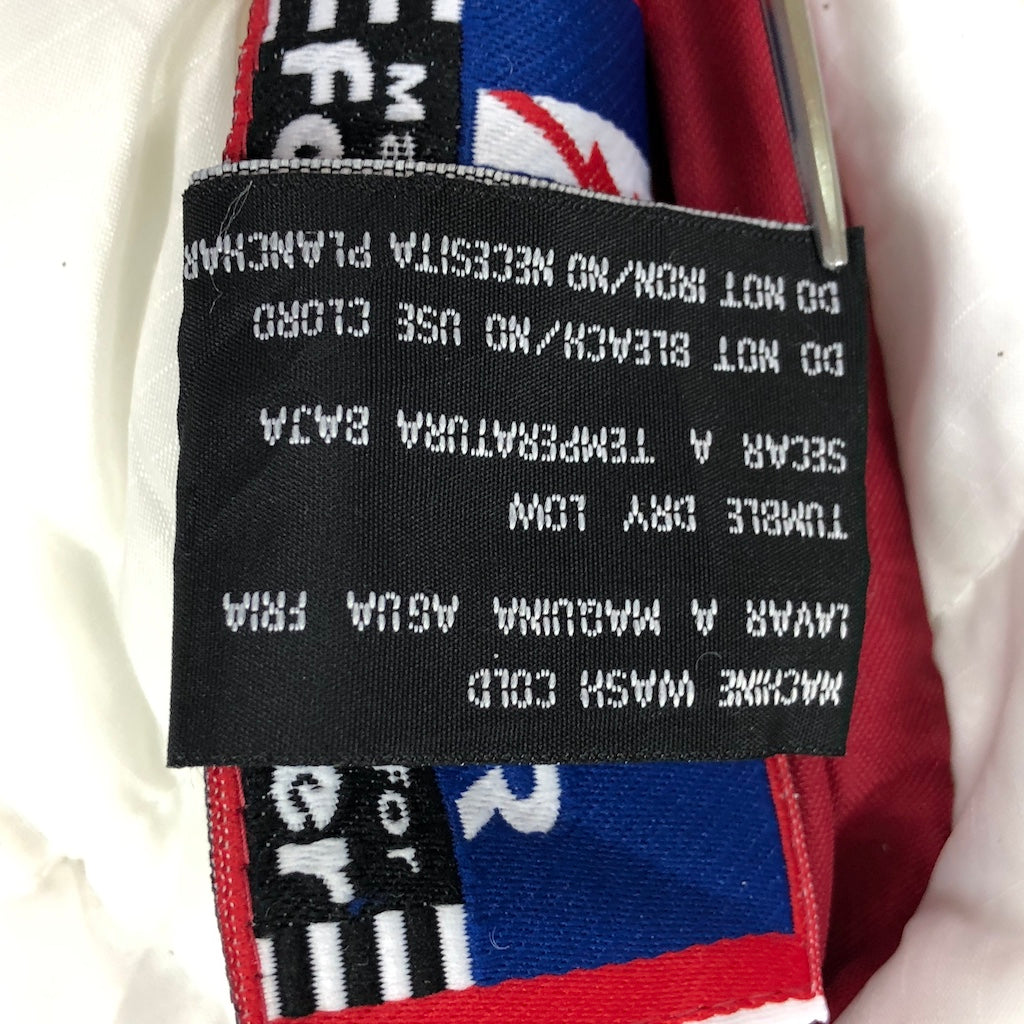 MACHINE WASH COLD
LAVAR A MAQUINA AGUA FRIA
TUMBLE DRY LOW
SECAR A TEMPERATURA BAJA
DO NOT BLEACH/NO USE CLORO
DO NOT IRON/NO NECESITA PLANCHAR